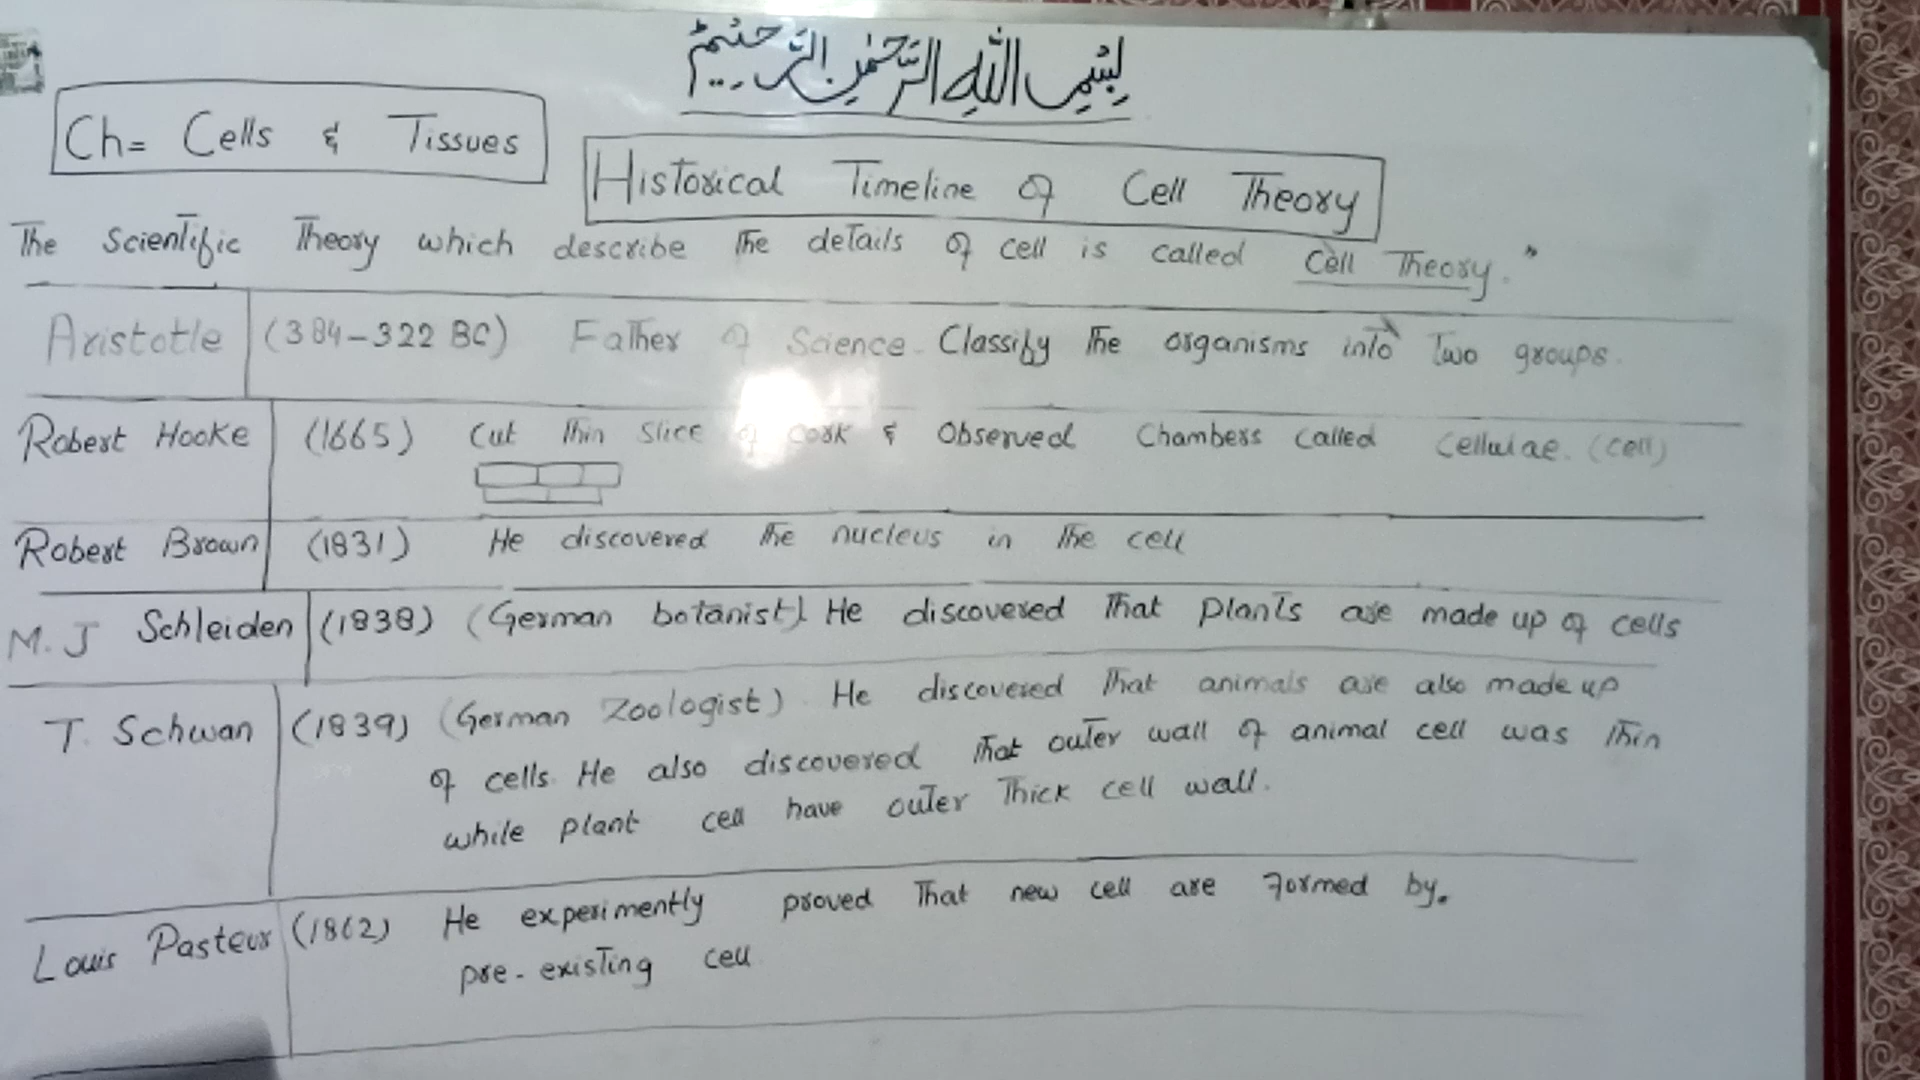 بِسْمِ اللهِ الرَّحْمٰنِ الرَّحِيْمِ
Ch= Cells & Tissues
Historical Timeline of Cell Theory
The Scientific Theory which describe the details of cell is called Cell Theory."
Aristotle (384-322 BC) Father of Science. Classify the organisms into two groups.
Robert Hooke (1665) Cut thin slice of cork & Observed Chambers called Cellulae. (cell)
Robert Brown (1831) He discovered the nucleus in the cell
M. J Schleiden (1838) (German botanist). He discovered that plants are made up of cells
T. Schwan (1839) (German Zoologist). He discovered that animals are also made up
of cells. He also discovered that outer wall of animal cell was thin
while plant cell have outer thick cell wall.
Louis Pasteur (1862) He experimently proved that new cell are formed by.
pre-existing cell